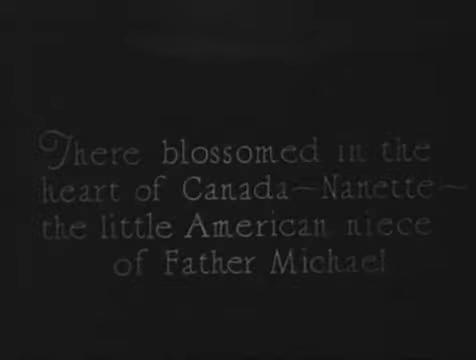 There blossomed in the
heart of Canada—Nanette—
the little American niece
of Father Michael